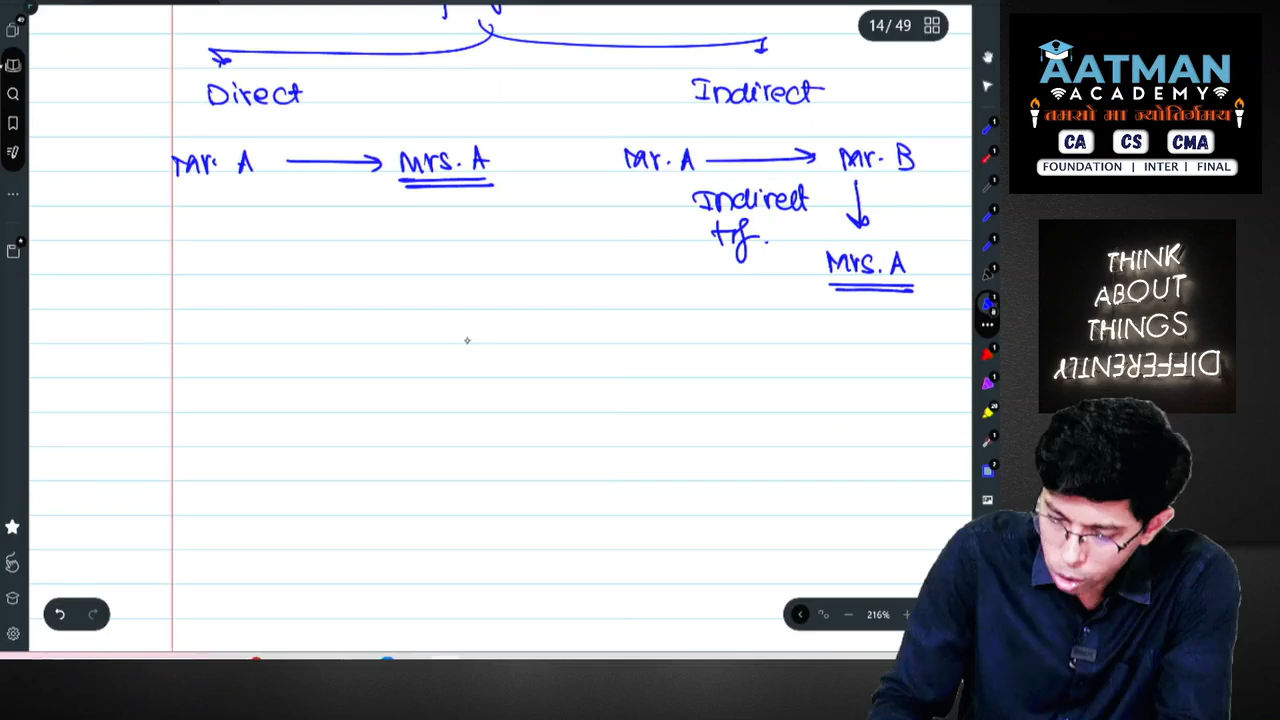 14 / 49
Direct
Indirect
Mr. A → Mrs. A
Mr. A → Mr. B
Indirect
trf.
Mrs. A
216%
AATMAN
ACADEMY
तमसो मा ज्योतिर्गमय
CA CS CMA
FOUNDATION | INTER | FINAL
THINK
ABOUT
THINGS
DIFFERENTLY